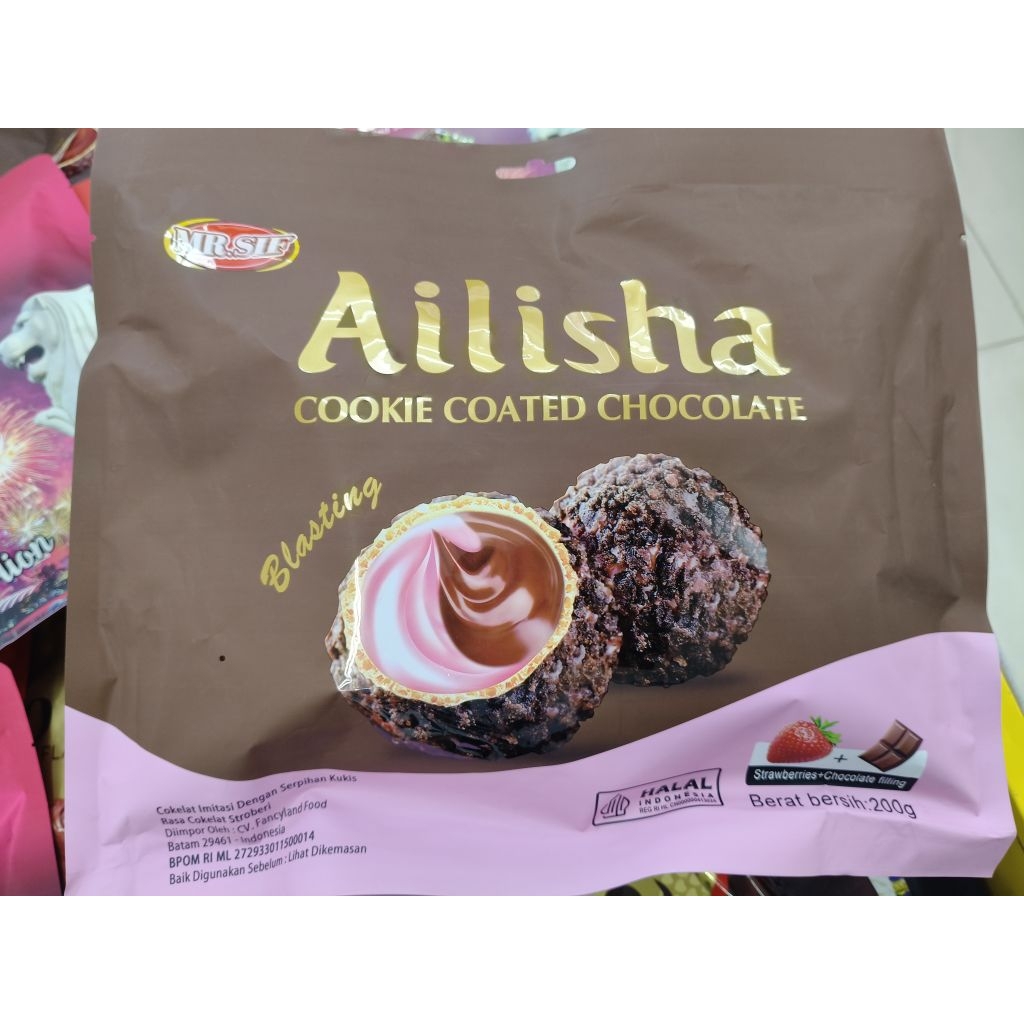 MR.SIF
Ailisha
COOKIE COATED CHOCOLATE
Blasting
Strawberries+Chocolate filling
Berat bersih:200g
HALAL
INDONESIA
Cokelat Imitasi Dengan Serpihan Kukis
Rasa Cokelat Stroberi
Diimpor Oleh : CV. Fancyland Food
Batam 29461 - Indonesia
BPOM RI ML 272933011500014
Baik Digunakan Sebelum : Lihat Dikemasan